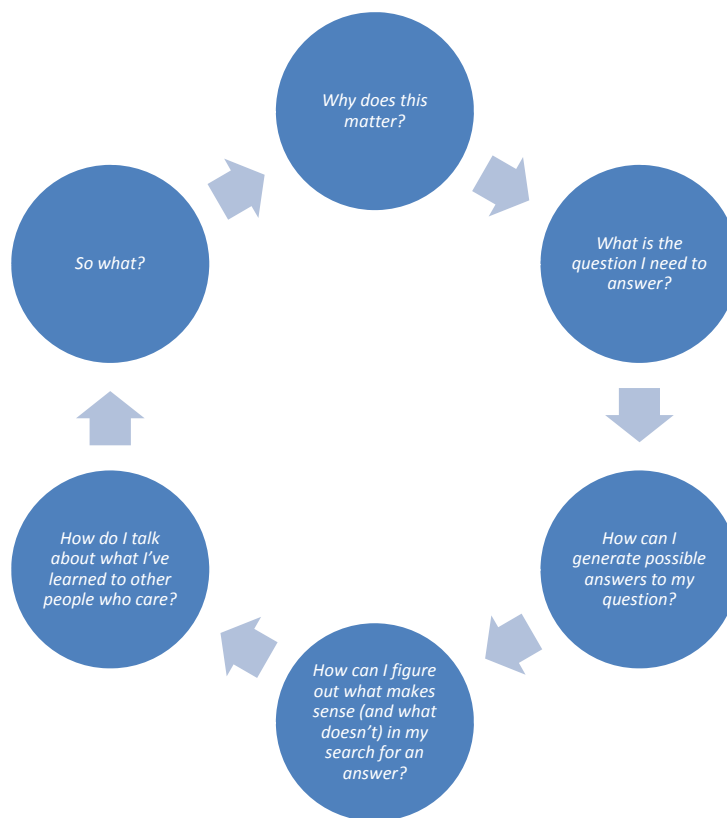 Why does this
matter?
What is the
question I need to
answer?
How can I
generate possible
answers to my
question?
How can I figure
out what makes
sense (and what
doesn't) in my
search for an
answer?
How do I talk
about what I've
learned to other
people who care?
So what?